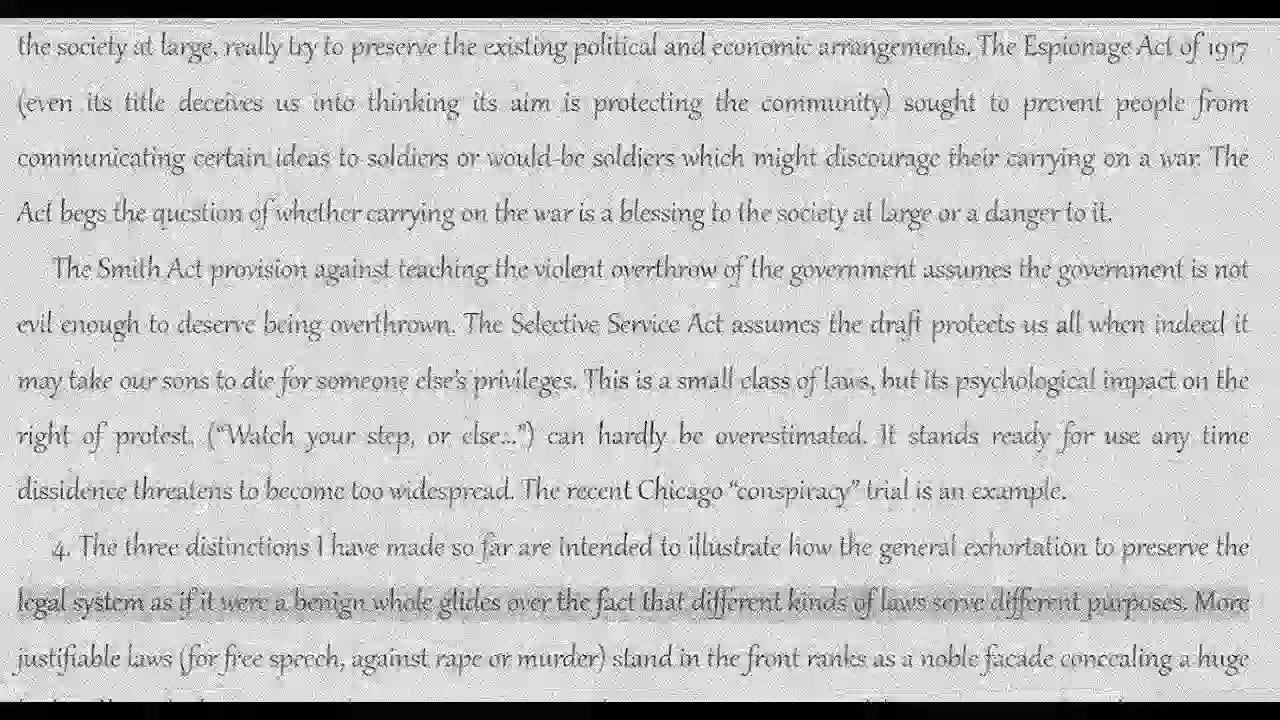 the society at large, really try to preserve the existing political and economic arrangements. The Espionage Act of 1917
(even its title deceives us into thinking its aim is protecting the community) sought to prevent people from
communicating certain ideas to soldiers or would-be soldiers which might discourage their carrying on a war. The
Act begs the question of whether carrying on the war is a blessing to the society at large or a danger to it.
The Smith Act provision against teaching the violent overthrow of the government assumes the government is not
evil enough to deserve being overthrown. The Selective Service Act assumes the draft protects us all when indeed it
may take our sons to die for someone else's privileges. This is a small class of laws, but its psychological impact on the
right of protest, (“Watch your step, or else...”) can hardly be overestimated. It stands ready for use any time
dissidence threatens to become too widespread. The recent Chicago “conspiracy” trial is an example.
4. The three distinctions I have made so far are intended to illustrate how the general exhortation to preserve the
legal system as if it were a benign whole glides over the fact that different kinds of laws serve different purposes. More
justifiable laws (for free speech, against rape or murder) stand in the front ranks as a noble facade concealing a huge